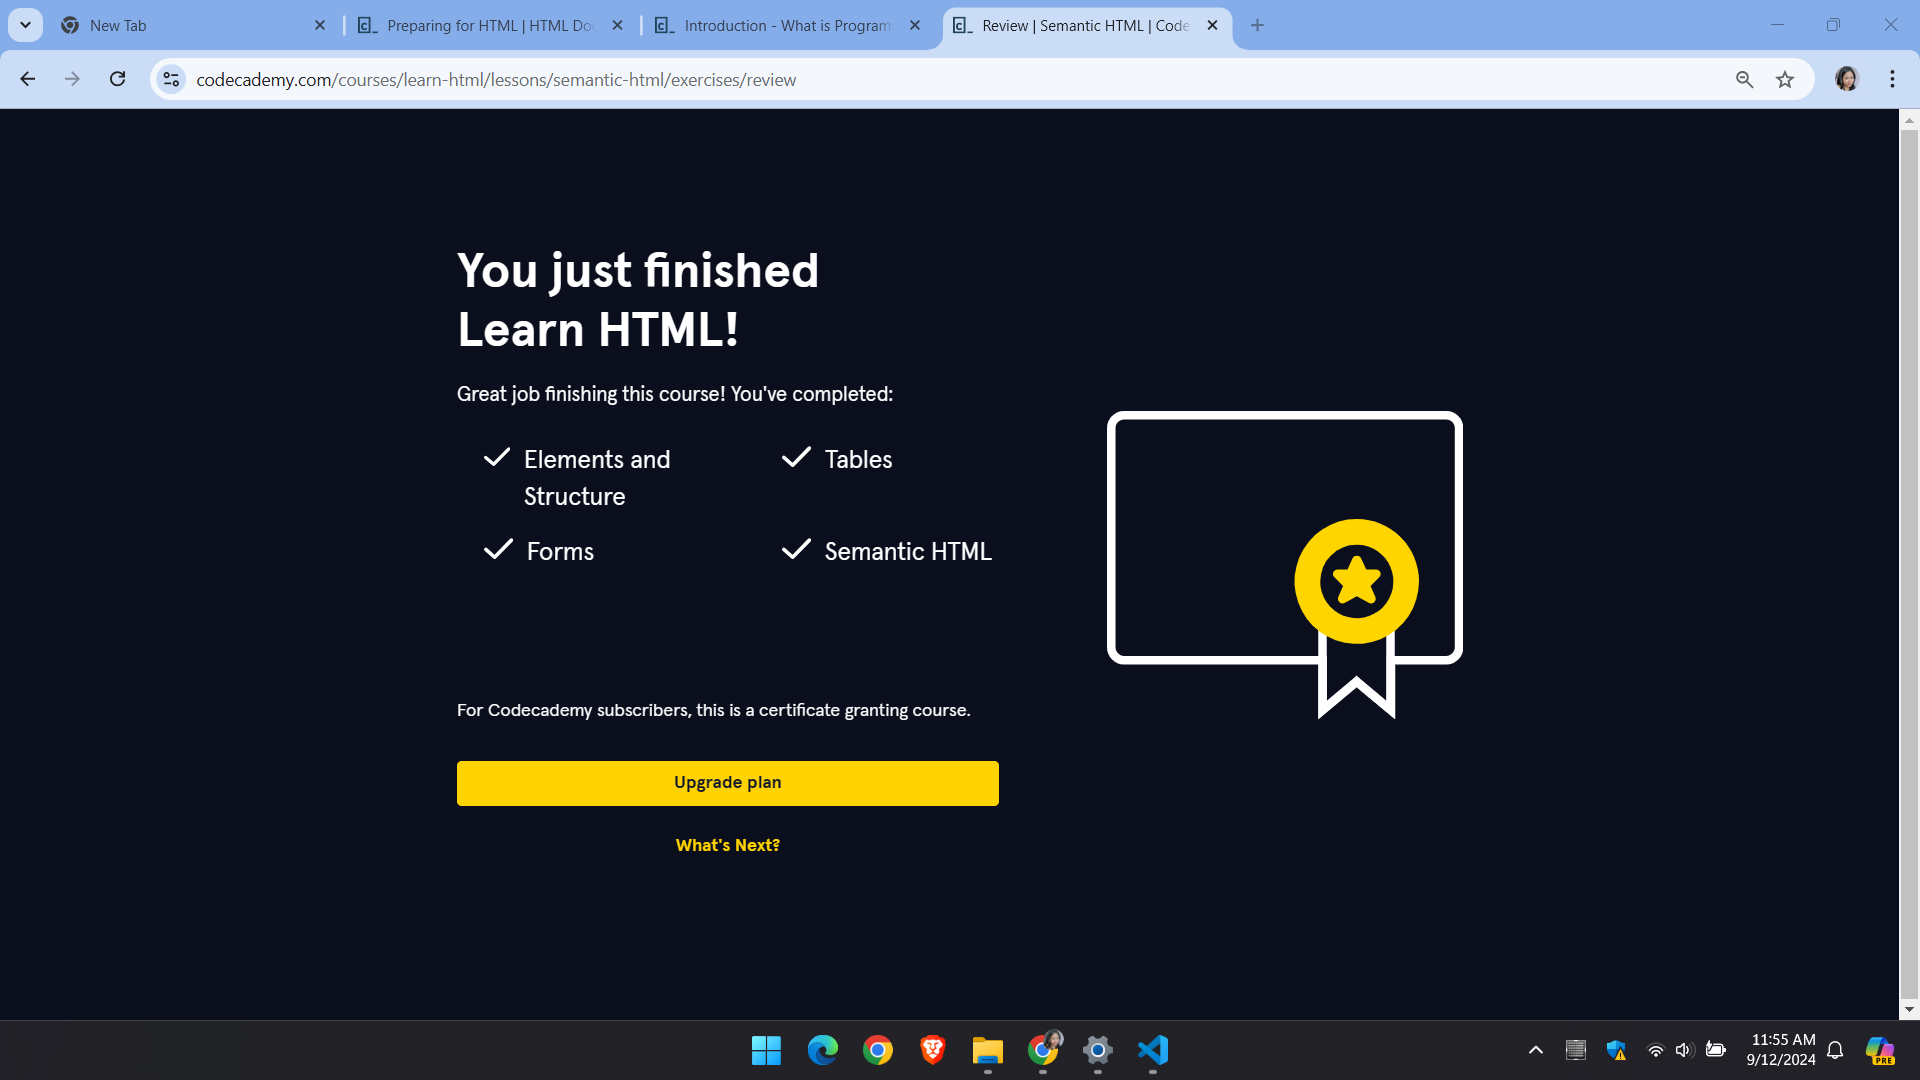 New Tab
Preparing for HTML | HTML Doc
Introduction - What is Program
Review | Semantic HTML | Code
codecademy.com/courses/learn-html/lessons/semantic-html/exercises/review
You just finished
Learn HTML!
Great job finishing this course! You've completed:
Elements and
Structure
Tables
Forms
Semantic HTML
For Codecademy subscribers, this is a certificate granting course.
Upgrade plan
What's Next?
11:55 AM
9/12/2024
PRE